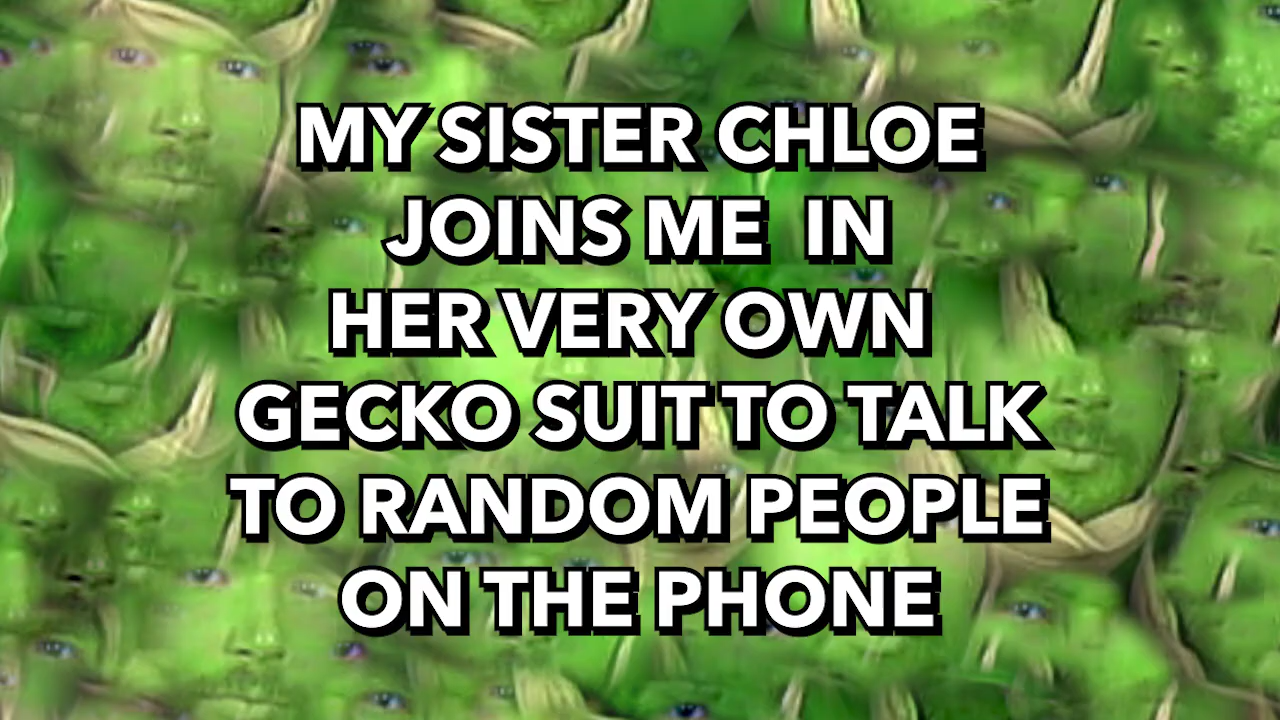 MY SISTER CHLOE
JOINS ME  IN
HER VERY OWN
GECKO SUIT TO TALK
TO RANDOM PEOPLE
ON THE PHONE